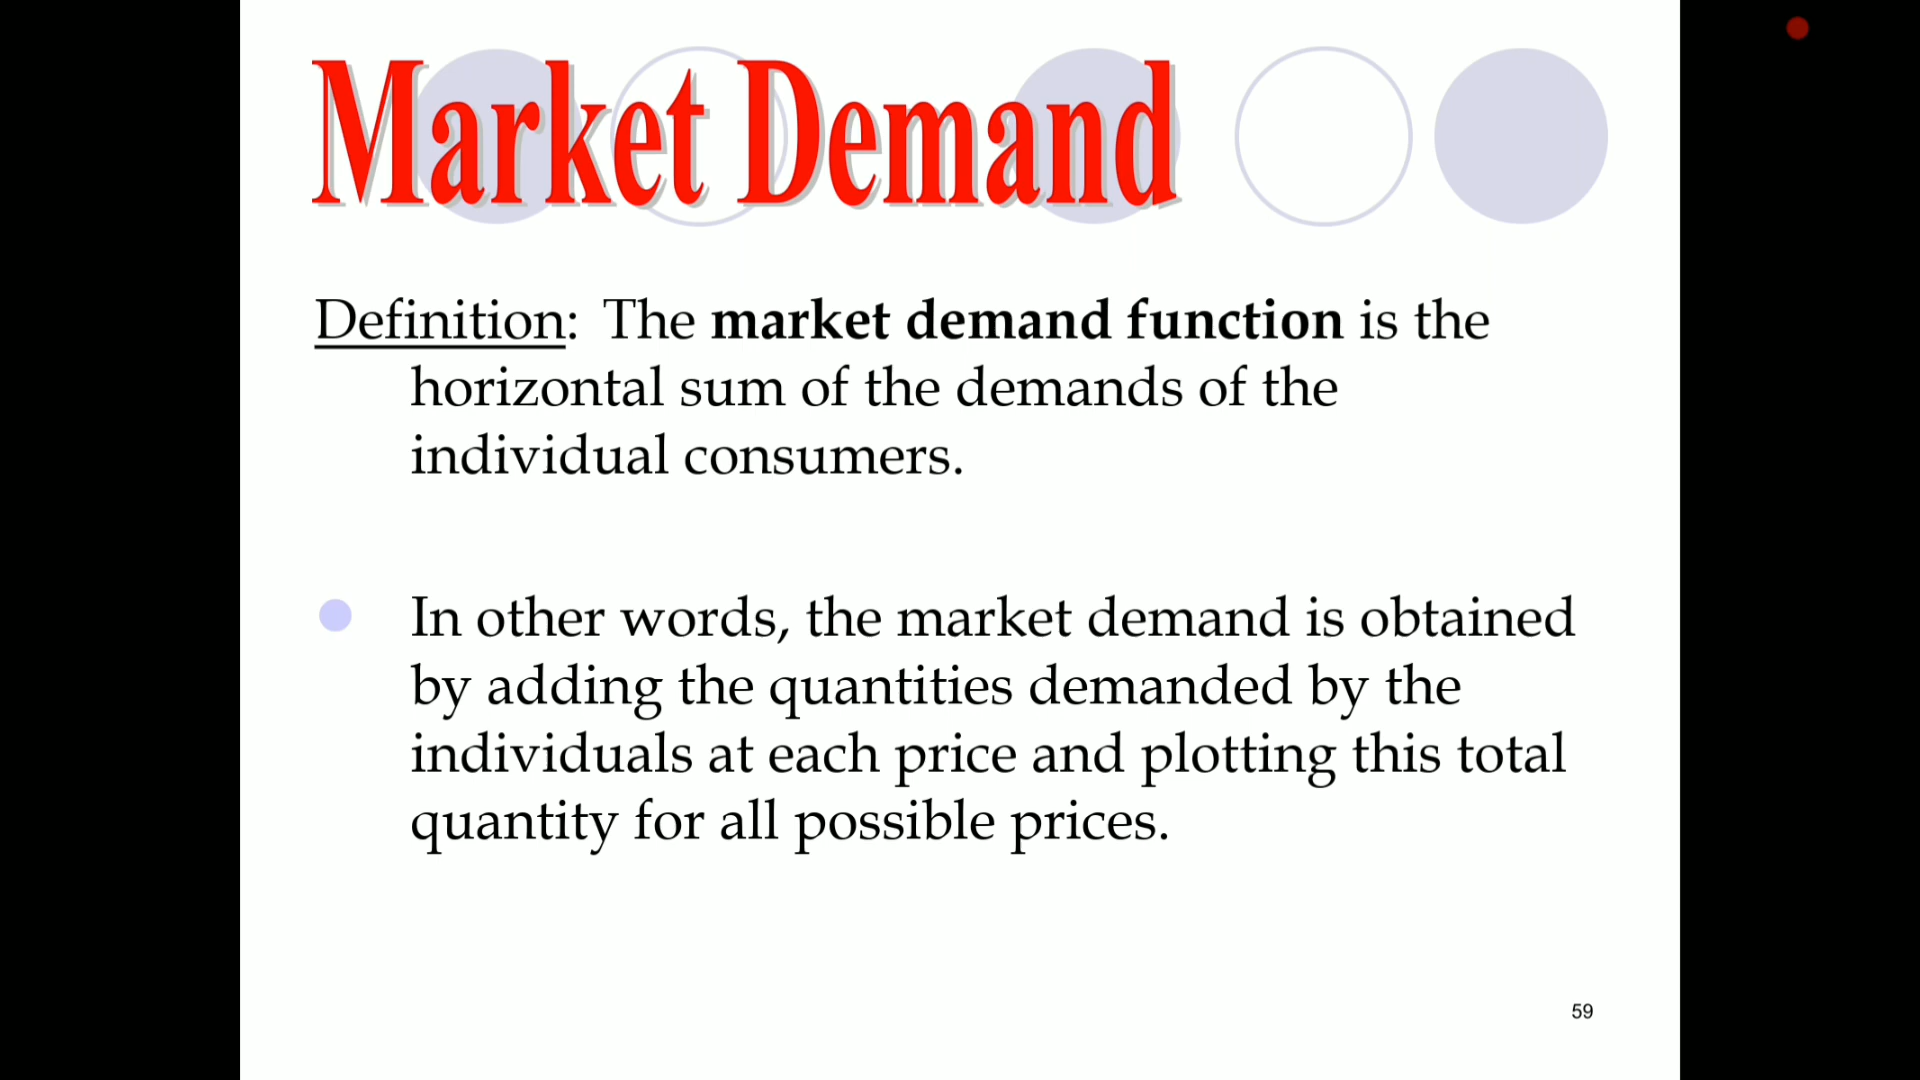 Market Demand
Definition: The market demand function is the
horizontal sum of the demands of the
individual consumers.
In other words, the market demand is obtained
by adding the quantities demanded by the
individuals at each price and plotting this total
quantity for all possible prices.
59